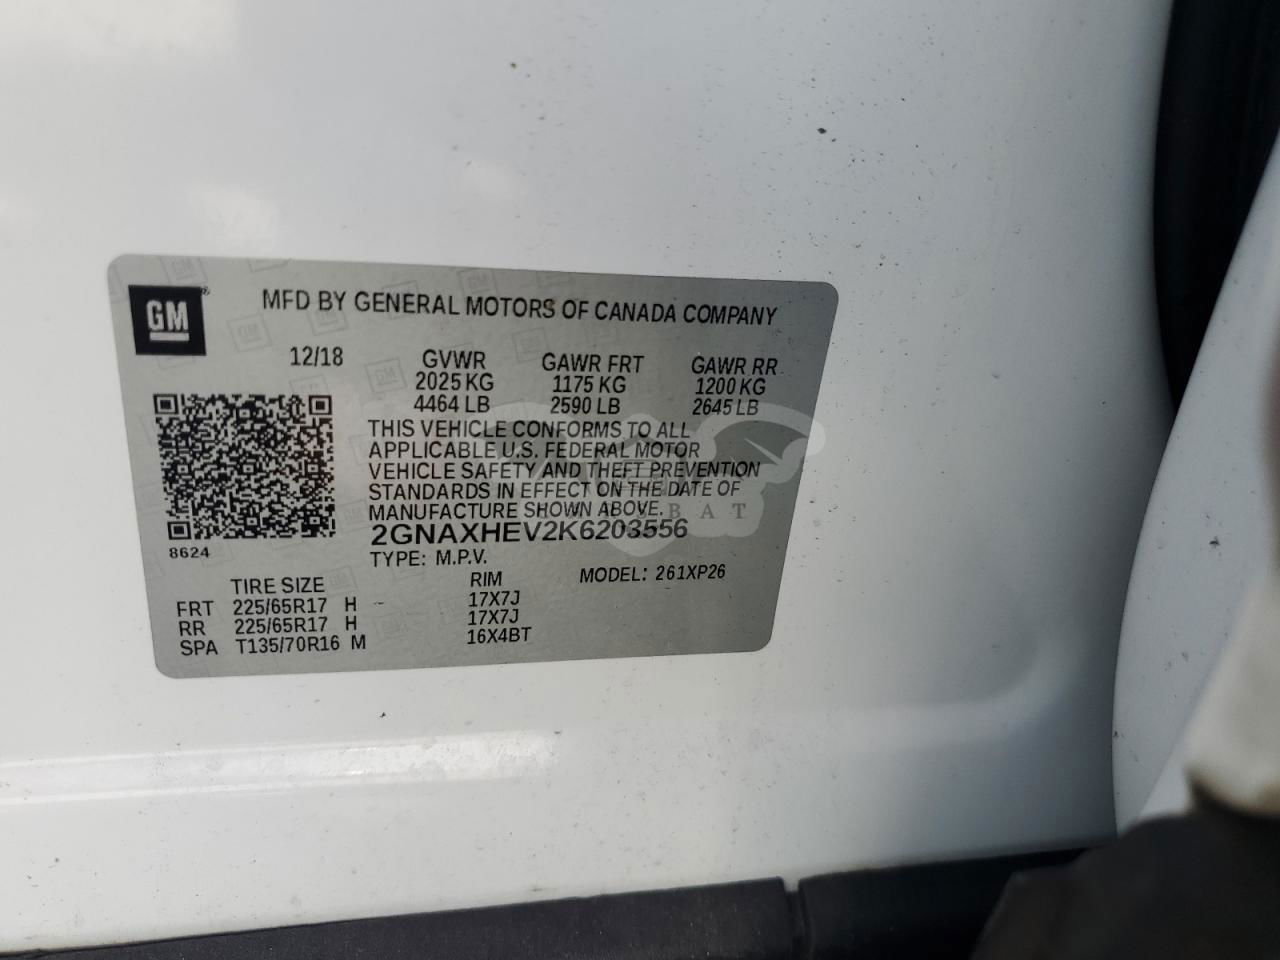 GM
MFD BY GENERAL MOTORS OF CANADA COMPANY
12/18 GVWR GAWR FRT GAWR RR
2025 KG 1175 KG 1200 KG
4464 LB 2590 LB 2645 LB
THIS VEHICLE CONFORMS TO ALL
APPLICABLE U.S. FEDERAL MOTOR
VEHICLE SAFETY AND THEFT PREVENTION
STANDARDS IN EFFECT ON THE DATE OF
MANUFACTURE SHOWN ABOVE.
2GNAXHEV2K6203556
8624
TYPE: M.P.V.
TIRE SIZE RIM MODEL: 261XP26
FRT 225/65R17 H 17X7J
RR 225/65R17 H 17X7J
SPA T135/70R16 M 16X4BT